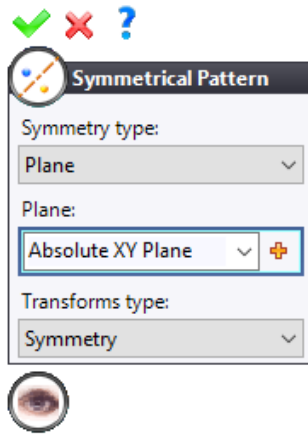 Symmetrical Pattern
Symmetry type:
Plane
Plane:
Absolute XY Plane
Transforms type:
Symmetry